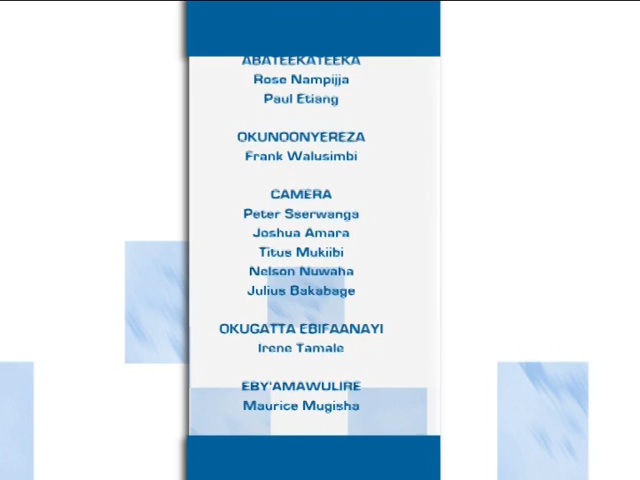 ABATEEKATEEKA
Rose Nampijja
Paul Etiang
OKUNOONYEREZA
Frank Walusimbi
CAMERA
Peter Sserwanga
Joshua Amara
Titus Mukiibi
Nelson Nuwaha
Julius Bakabage
OKUGATTA EBIFAANAYI
Irene Tamale
EBY'AMAWULIRE
Maurice Mugisha